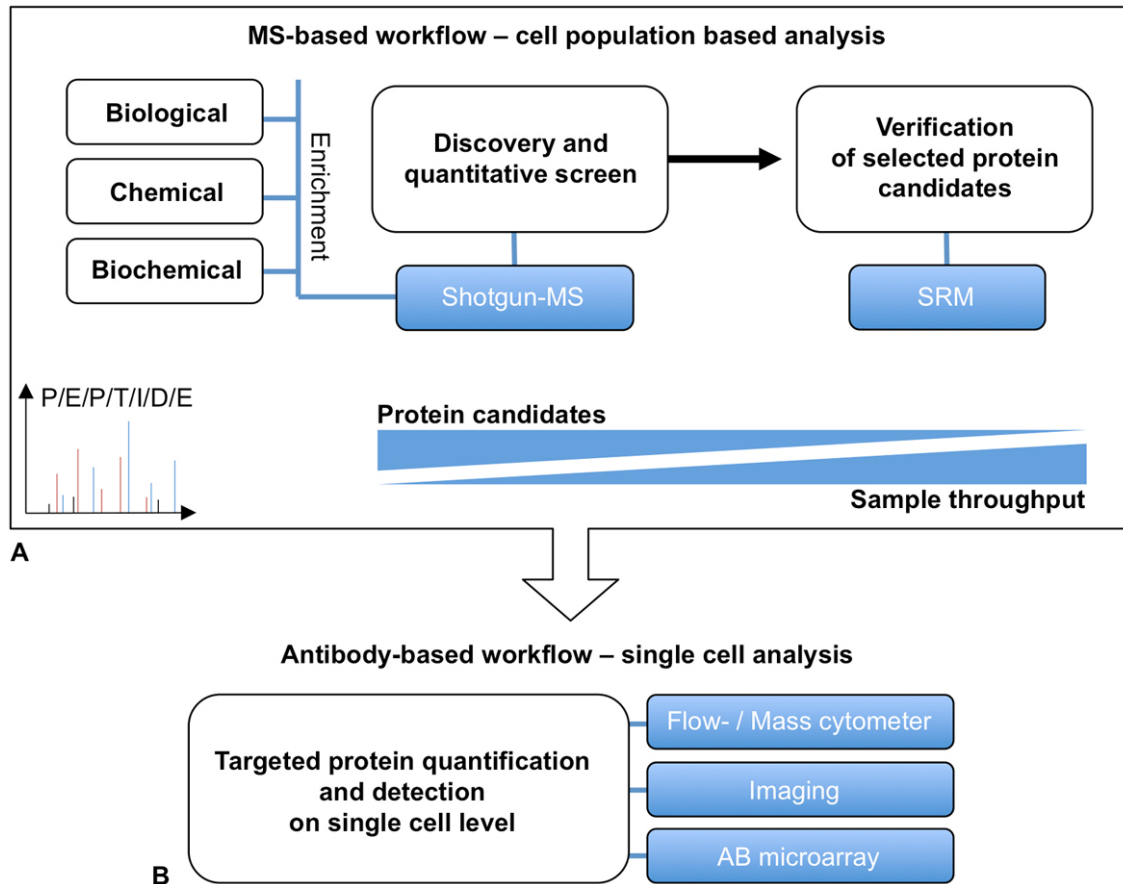 MS-based workflow – cell population based analysis
Biological
Chemical
Biochemical
Enrichment
Discovery and
quantitative screen
Shotgun-MS
Verification
of selected protein
candidates
SRM
P/E/P/T/I/D/E
Protein candidates
Sample throughput
A
Antibody-based workflow – single cell analysis
Targeted protein quantification
and detection
on single cell level
Flow- / Mass cytometer
Imaging
AB microarray
B